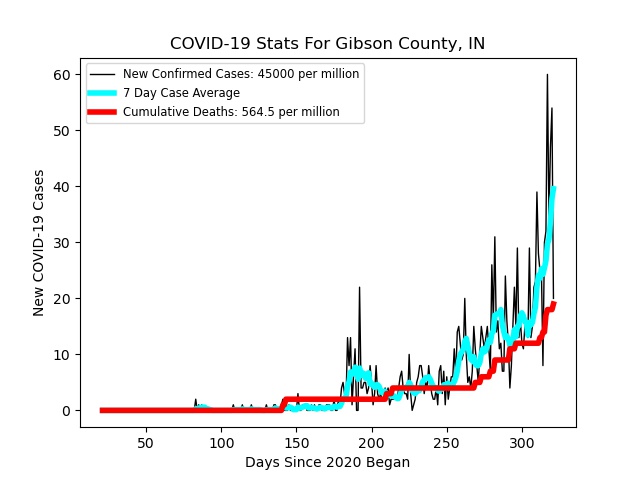 COVID-19 Stats For Gibson County, IN
New Confirmed Cases: 45000 per million
7 Day Case Average
Cumulative Deaths: 564.5 per million
60
50
40
30
20
10
0
New COVID-19 Cases
50 100 150 200 250 300
Days Since 2020 Began